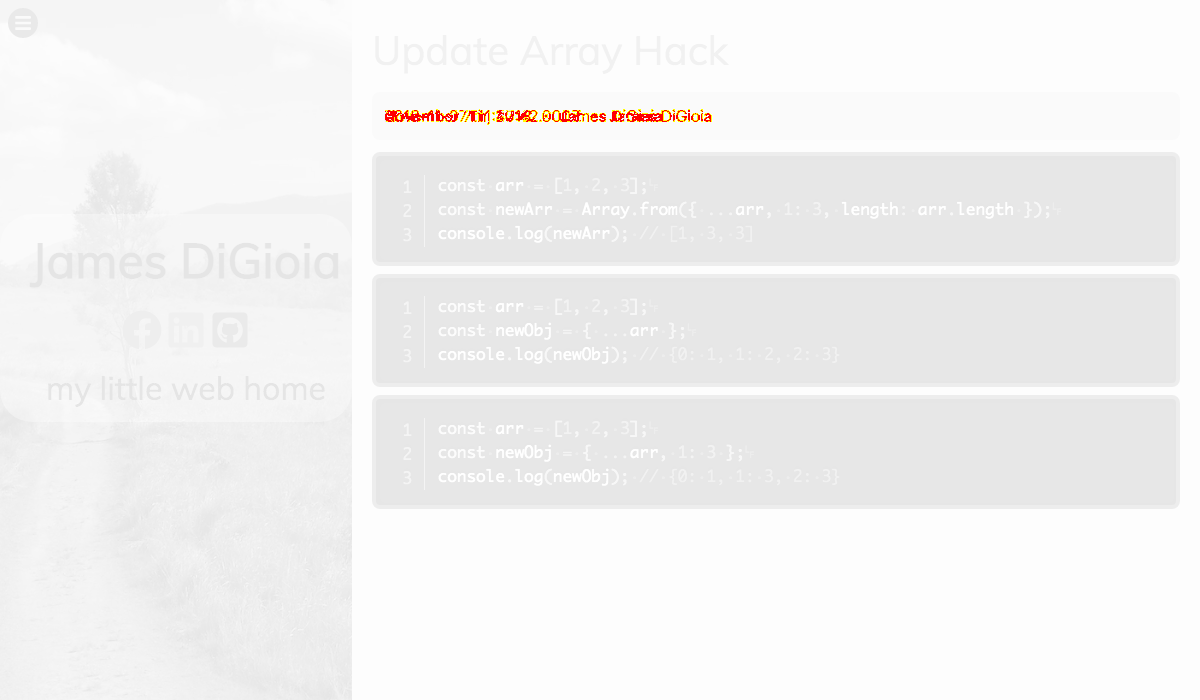 Update Array Hack
James DiGioia
1 const arr = [1, 2, 3];
2 const newArr = Array.from({ ...arr, 1: 3, length: arr.length });
3 console.log(newArr); // [1, 3, 3]
James DiGioia
my little web home
1 const arr = [1, 2, 3];
2 const newObj = { ...arr };
3 console.log(newObj); // {0: 1, 1: 2, 2: 3}
1 const arr = [1, 2, 3];
2 const newObj = { ...arr, 1: 3 };
3 console.log(newObj); // {0: 1, 1: 3, 2: 3}